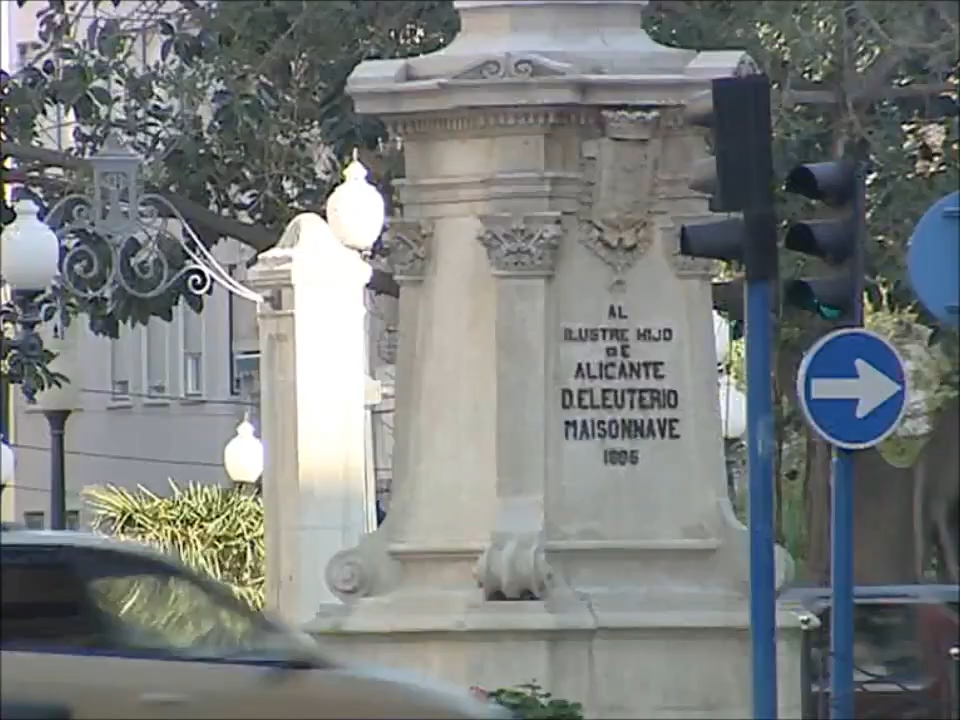 AL
ILUSTRE HIJO
DE
ALICANTE
D.ELEUTERIO
MAISONNAVE
1895